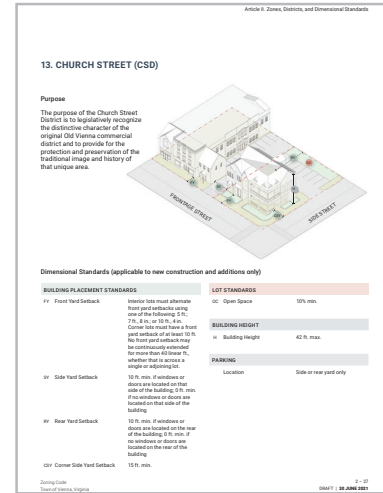 Article II. Zones, Districts, and Dimensional Standards
13. CHURCH STREET (CSD)
Purpose
The purpose of the Church Street
District is to legislatively recognize
the distinctive character of the
original Old Vienna commercial
district and to provide for the
protection and preservation of the
traditional image and history of
that unique area.
FRONTAGE STREET
SIDE STREET
Dimensional Standards (applicable to new construction and additions only)
BUILDING PLACEMENT STANDARDS
FY Front Yard Setback
Interior lots must alternate
front yard setbacks using
one of the following: 5 ft.;
7 ft., 8 in.; or 10 ft., 4 in.
Corner lots must have a front
yard setback of at least 10 ft.
No front yard setback may
be continuously extended
for more than 40 linear ft.,
whether that is across a
single or adjoining lot.
SY Side Yard Setback
10 ft. min. if windows or
doors are located on that
side of the building; 0 ft. min.
if no windows or doors are
located on that side of the
building
RY Rear Yard Setback
10 ft. min. if windows or
doors are located on the rear
of the building; 0 ft. min. if
no windows or doors are
located on the rear of the
building
CSY Corner Side Yard Setback 15 ft. min.
LOT STANDARDS
OC Open Space 10% min.
BUILDING HEIGHT
H Building Height 42 ft. max.
PARKING
Location Side or rear yard only
Zoning Code
Town of Vienna, Virginia
2 – 27
DRAFT | 30 JUNE 2021